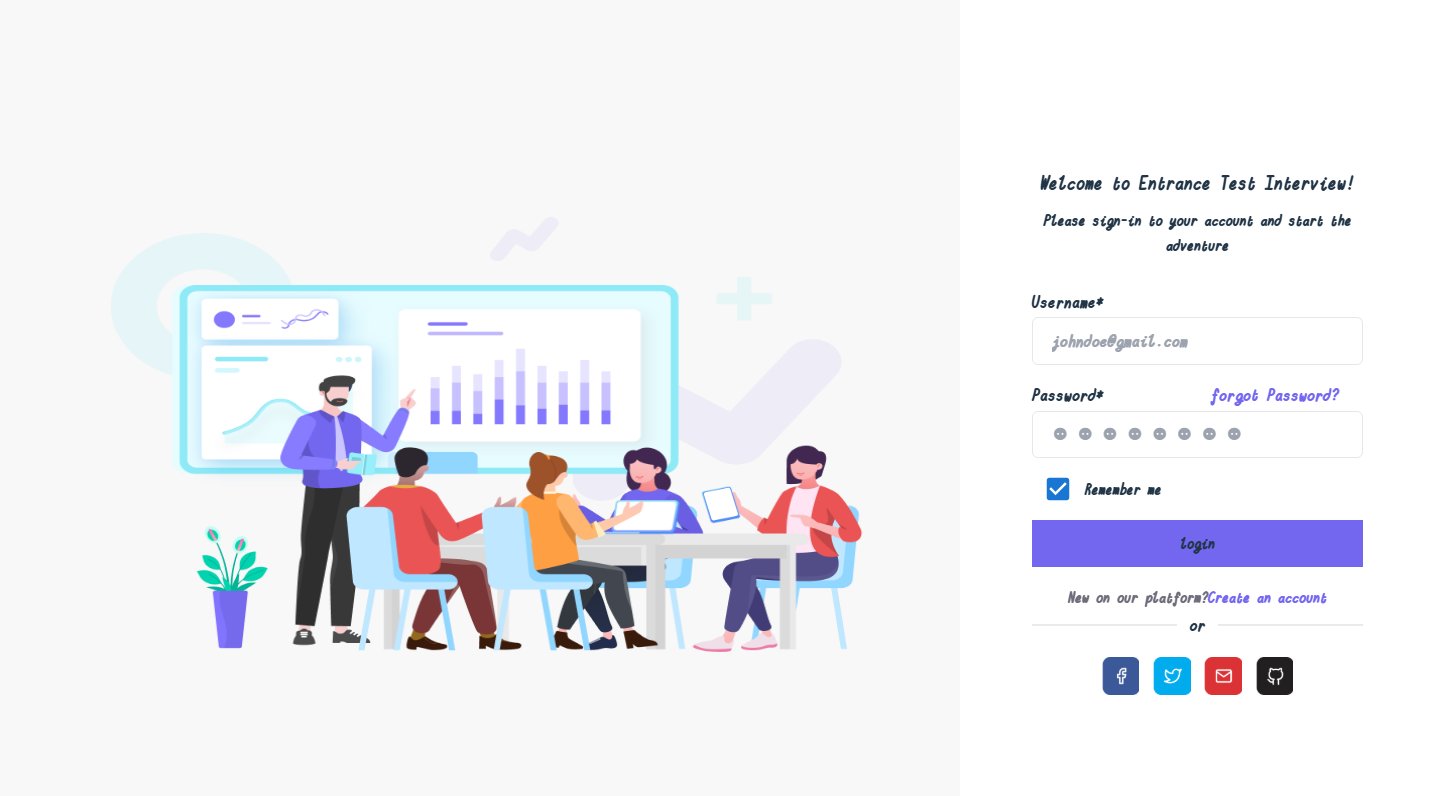 Welcome to Entrance Test Interview!
Please sign-in to your account and start the
adventure
Username*
johndoe@gmail.com
Password* forgot Password?
Remember me
login
New on our platform?Create an account
or